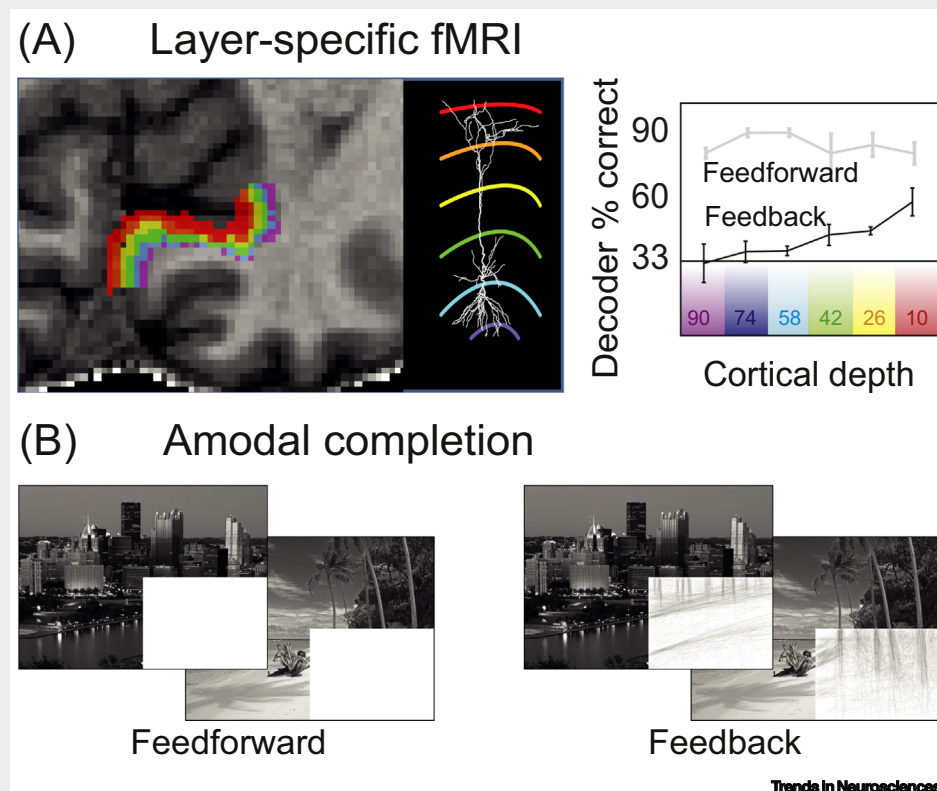 (A) Layer-specific fMRI
Decoder % correct
90
60
33
Feedforward
Feedback
90 74 58 42 26 10
Cortical depth
(B) Amodal completion
Feedforward
Feedback
Trends in Neurosciences